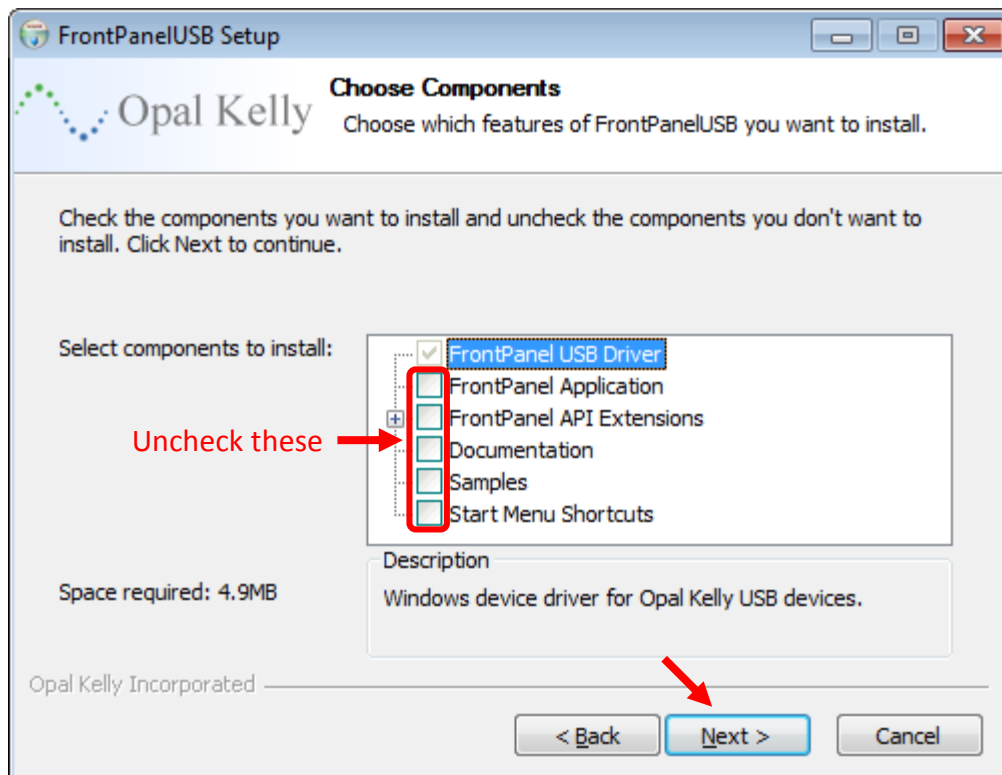 FrontPanelUSB Setup
Opal Kelly
Choose Components
Choose which features of FrontPanelUSB you want to install.
Check the components you want to install and uncheck the components you don't want to
install. Click Next to continue.
Select components to install:
FrontPanel USB Driver
FrontPanel Application
FrontPanel API Extensions
Uncheck these
Documentation
Samples
Start Menu Shortcuts
Description
Space required: 4.9MB
Windows device driver for Opal Kelly USB devices.
Opal Kelly Incorporated
< Back
Next >
Cancel